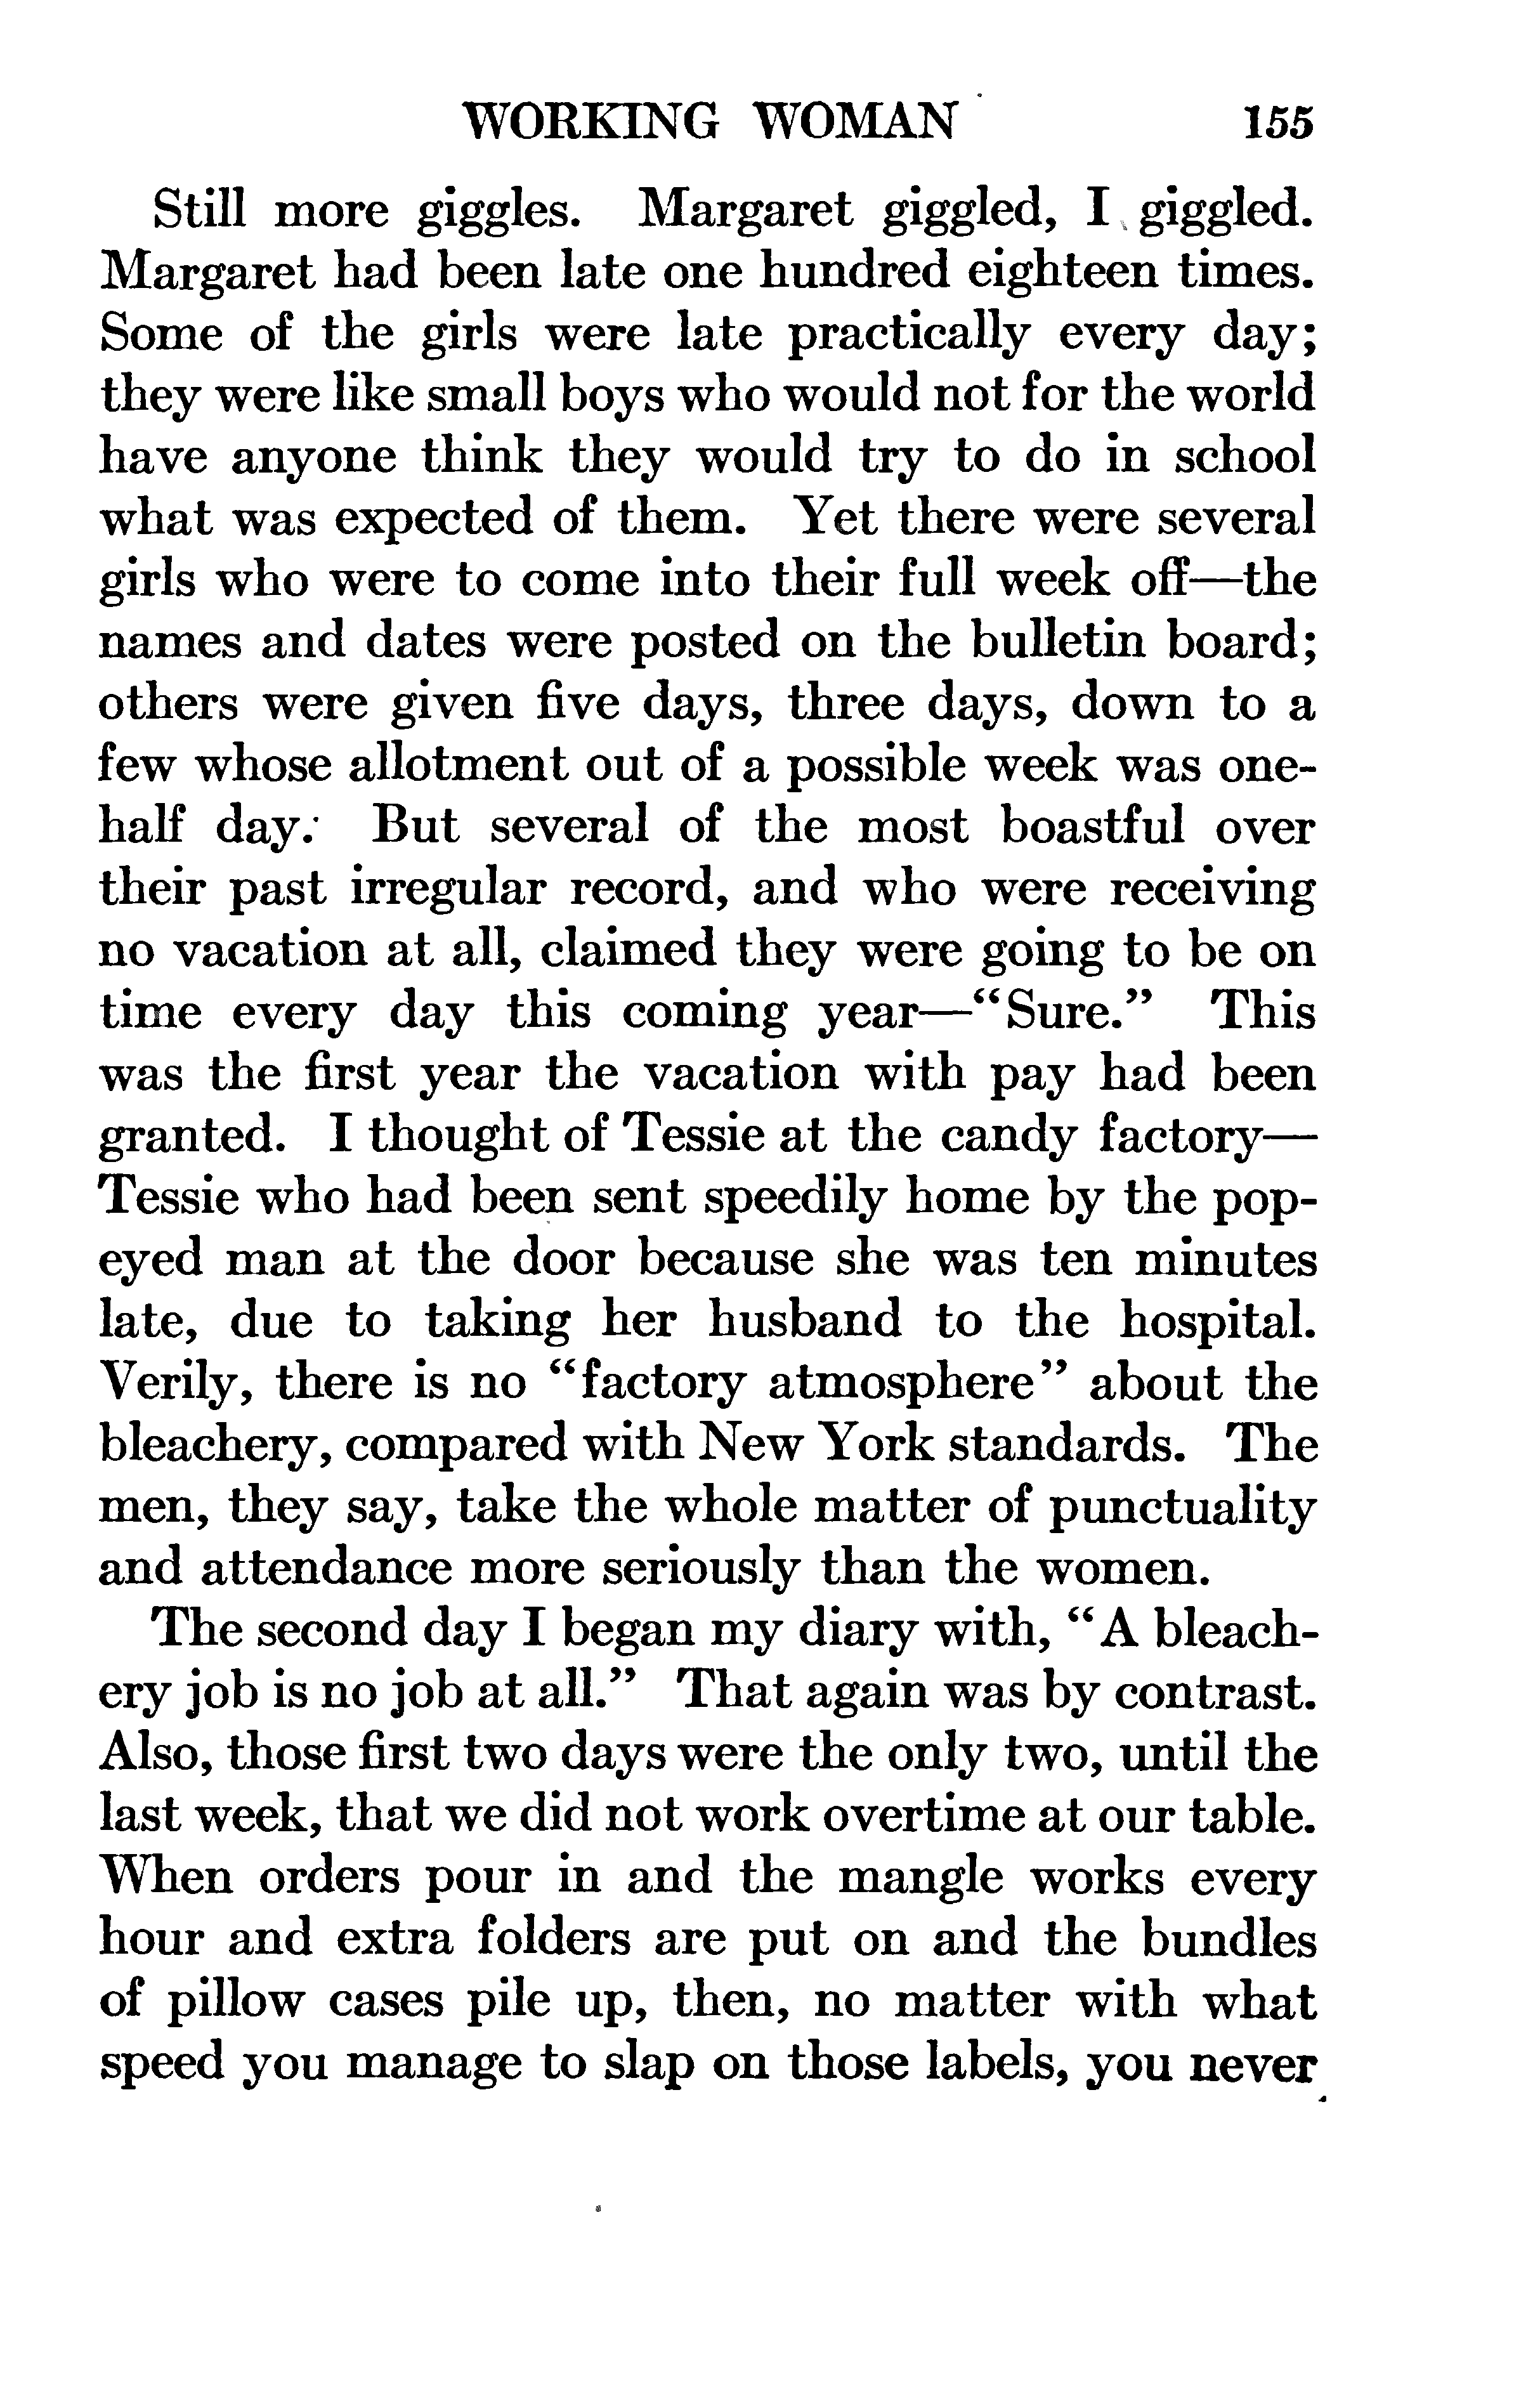 WORKING WOMAN 155
Still more giggles. Margaret giggled, I giggled.
Margaret had been late one hundred eighteen times.
Some of the girls were late practically every day;
they were like small boys who would not for the world
have anyone think they would try to do in school
what was expected of them. Yet there were several
girls who were to come into their full week off—the
names and dates were posted on the bulletin board;
others were given five days, three days, down to a
few whose allotment out of a possible week was one-
half day. But several of the most boastful over
their past irregular record, and who were receiving
no vacation at all, claimed they were going to be on
time every day this coming year—“Sure.” This
was the first year the vacation with pay had been
granted. I thought of Tessie at the candy factory—
Tessie who had been sent speedily home by the pop-
eyed man at the door because she was ten minutes
late, due to taking her husband to the hospital.
Verily, there is no “factory atmosphere” about the
bleachery, compared with New York standards. The
men, they say, take the whole matter of punctuality
and attendance more seriously than the women.
The second day I began my diary with, “A bleach-
ery job is no job at all.” That again was by contrast.
Also, those first two days were the only two, until the
last week, that we did not work overtime at our table.
When orders pour in and the mangle works every
hour and extra folders are put on and the bundles
of pillow cases pile up, then, no matter with what
speed you manage to slap on those labels, you never